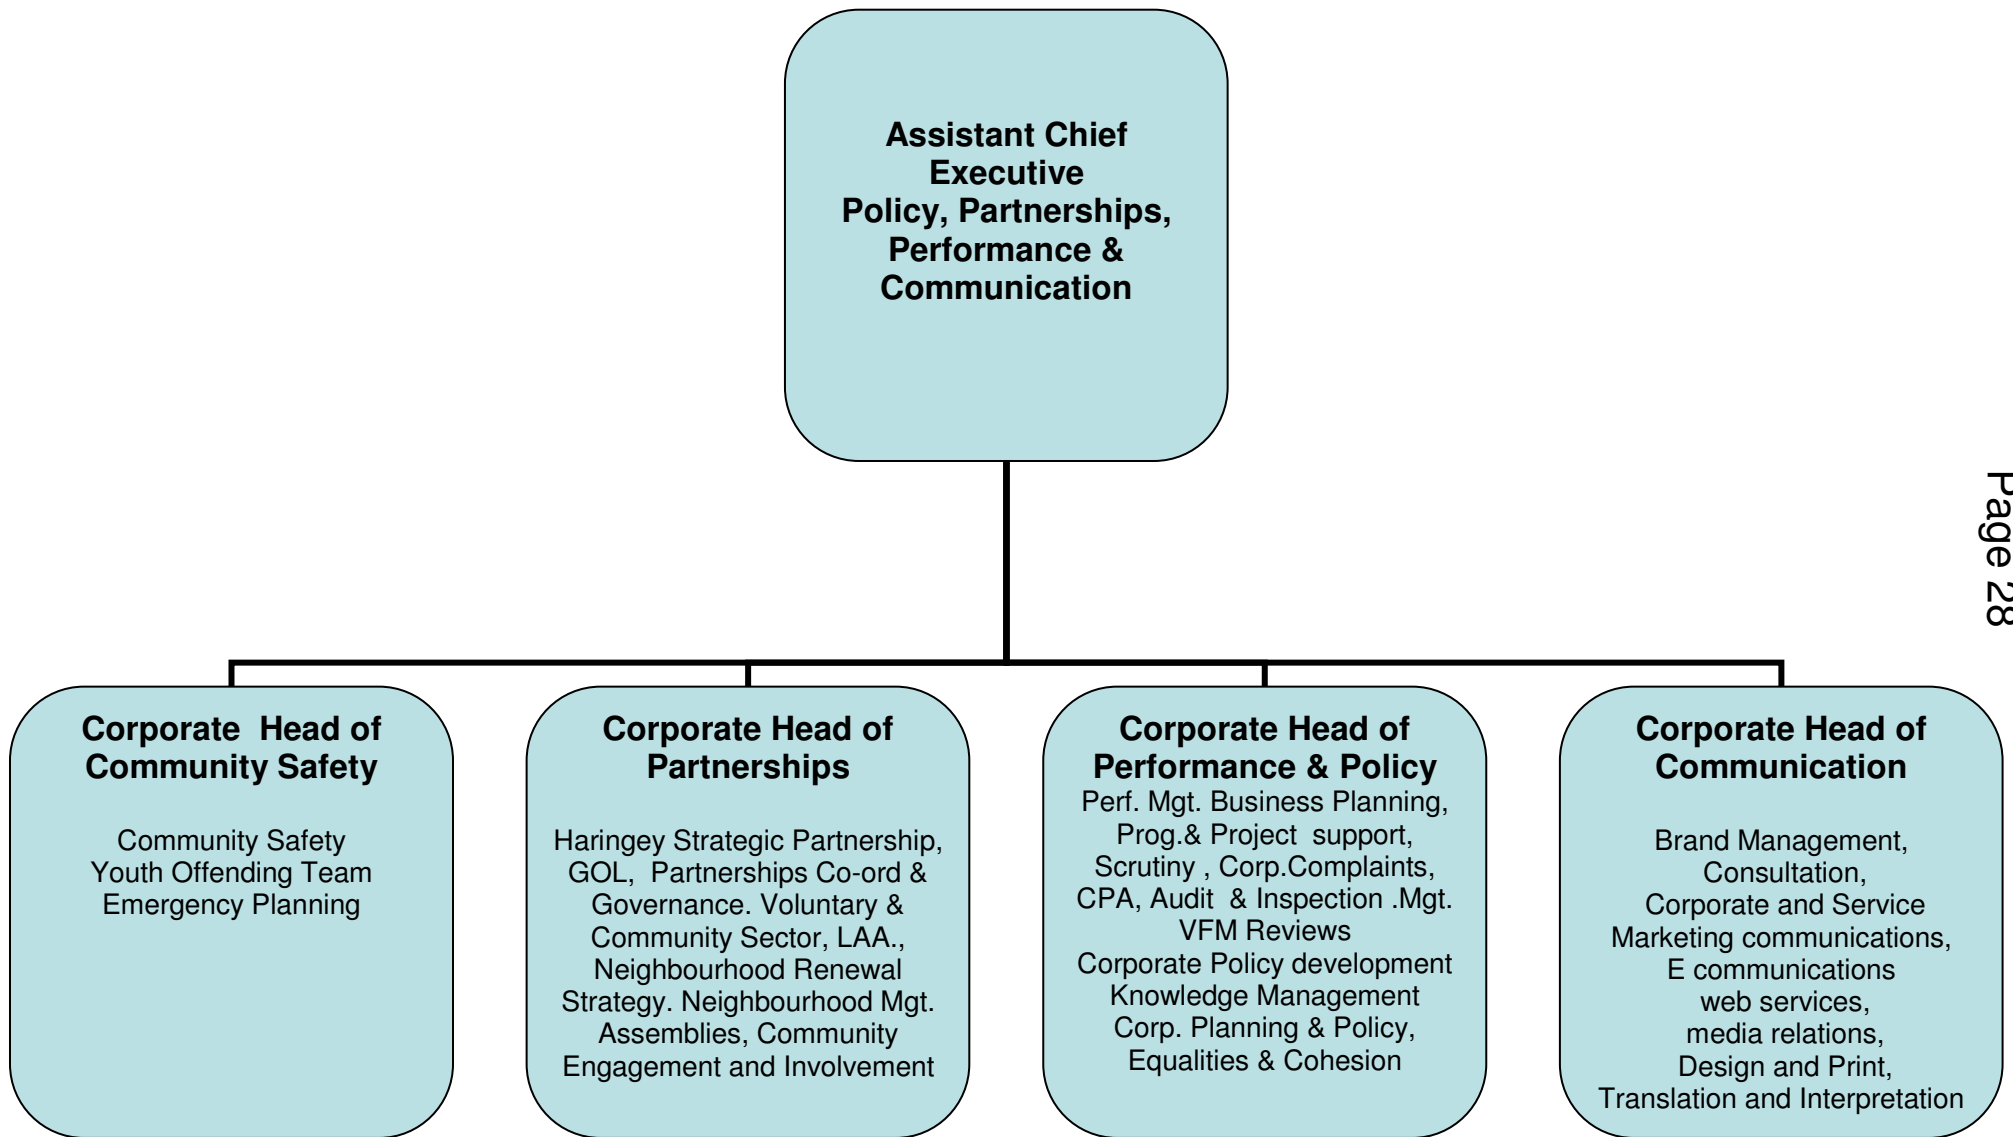 Assistant Chief
Executive
Policy, Partnerships,
Performance &
Communication
Page 28
Corporate Head of
Community Safety
Community Safety
Youth Offending Team
Emergency Planning
Corporate Head of
Partnerships
Haringey Strategic Partnership,
GOL, Partnerships Co-ord &
Governance. Voluntary &
Community Sector, LAA.,
Neighbourhood Renewal
Strategy. Neighbourhood Mgt.
Assemblies, Community
Engagement and Involvement
Corporate Head of
Performance & Policy
Perf. Mgt. Business Planning,
Prog.& Project support,
Scrutiny , Corp.Complaints,
CPA, Audit & Inspection .Mgt.
VFM Reviews
Corporate Policy development
Knowledge Management
Corp. Planning & Policy,
Equalities & Cohesion
Corporate Head of
Communication
Brand Management,
Consultation,
Corporate and Service
Marketing communications,
E communications
web services,
media relations,
Design and Print,
Translation and Interpretation